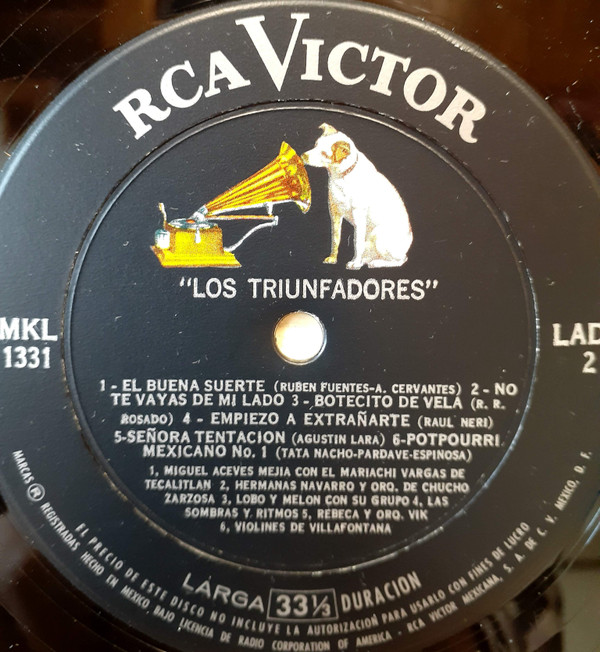 RCA VICTOR
"LOS TRIUNFADORES"
MKL
1331
LAD
2
1 - EL BUENA SUERTE (RUBEN FUENTES-A. CERVANTES) 2 - NO
TE VAYAS DE MI LADO 3 - BOTECITO DE VELA (R. R.
ROSADO) 4 - EMPIEZO A EXTRAÑARTE (RAUL NERI)
5-SEÑORA TENTACION (AGUSTIN LARA) 6-POTPOURRI
MEXICANO No. 1 (TATA NACHO-PARDAVE-ESPINOSA)
1, MIGUEL ACEVES MEJIA CON EL MARIACHI VARGAS DE
TECALITLAN 2, HERMANAS NAVARRO Y ORQ. DE CHUCHO
ZARZOSA 3, LOBO Y MELON CON SU GRUPO 4, LAS
SOMBRAS Y. RITMOS 5, REBECA Y ORQ. VIK
6, VIOLINES DE VILLAFONTANA
LARGA 33⅓ DURACION
EL PRECIO DE ESTE DISCO NO INCLUYE LA AUTORIZACION PARA USARLO CON FINES DE LUCRO
MARCAS ® REGISTRADAS HECHO EN MEXICO BAJO LICENCIA DE RADIO CORPORATION OF AMERICA - RCA VICTOR MEXICANA, S. A. DE C. V. MEXICO, D. F.